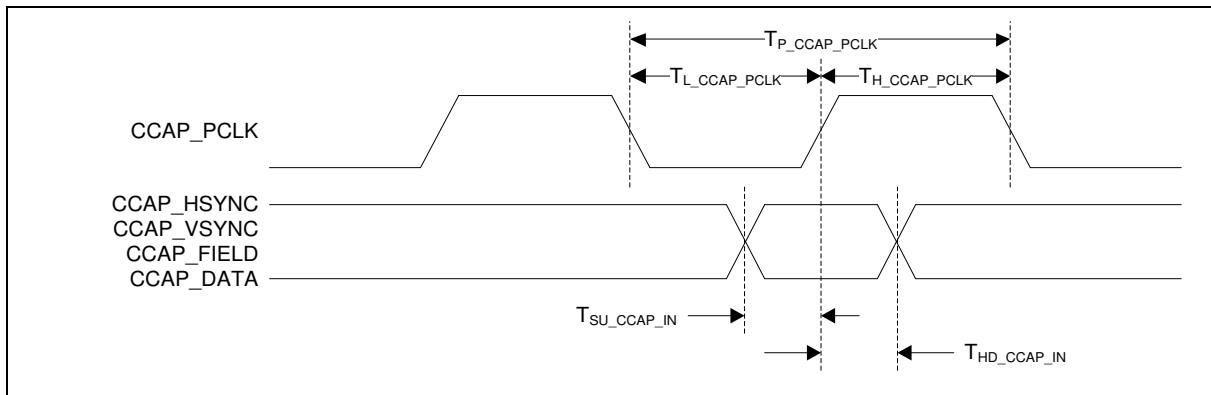 TP_CCAP_PCLK
TL_CCAP_PCLK TH_CCAP_PCLK
CCAP_PCLK
CCAP_HSYNC
CCAP_VSYNC
CCAP_FIELD
CCAP_DATA
TSU_CCAP_IN
THD_CCAP_IN